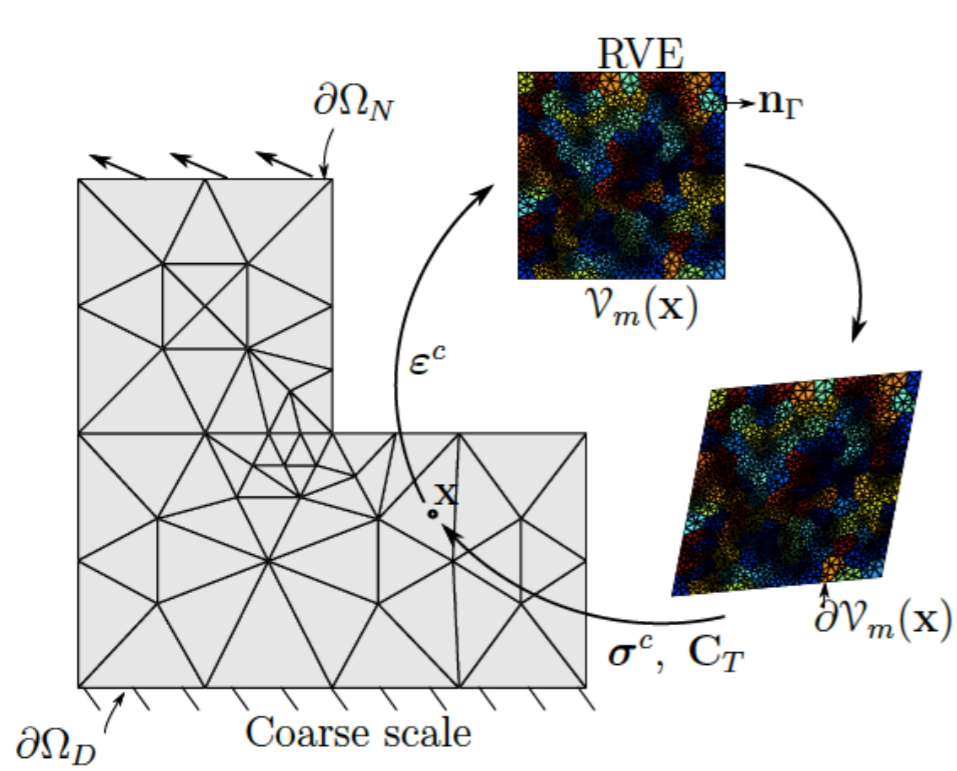 RVE
∂Ω_N
n_Γ
𝒱_m(x)
ε^c
x
∂𝒱_m(x)
σ^c, C_T
Coarse scale
∂Ω_D